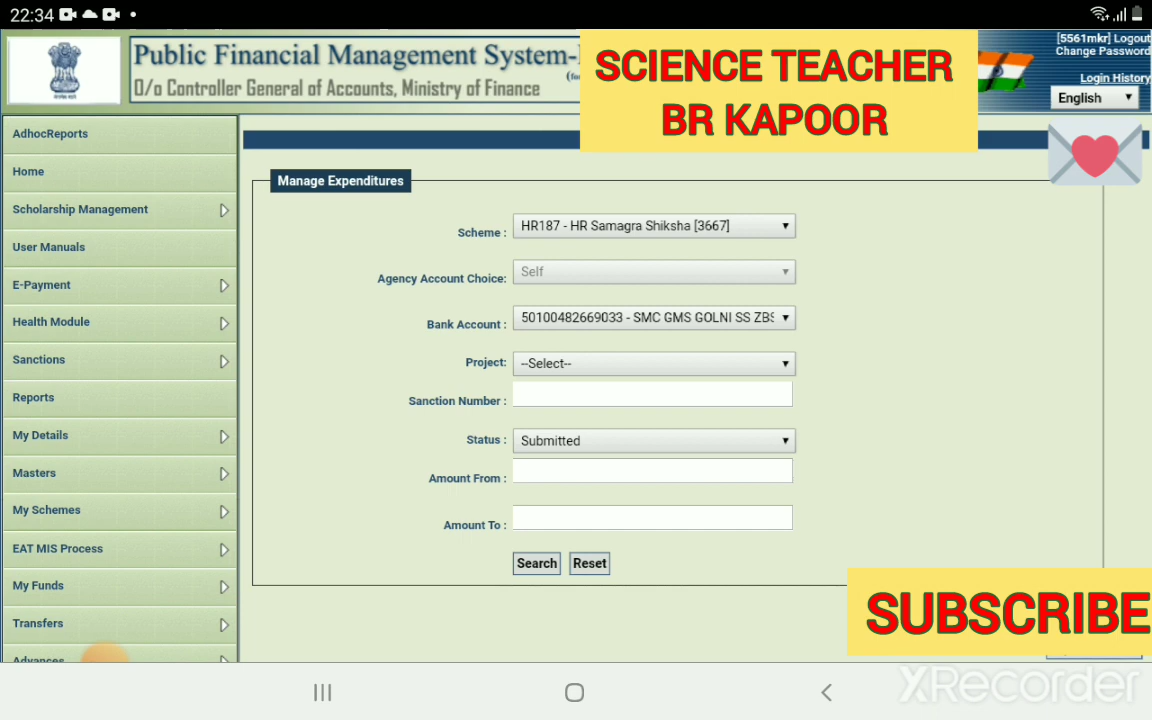 22:34
Public Financial Management System-
O/o Controller General of Accounts, Ministry of Finance
SCIENCE TEACHER
BR KAPOOR
[5561mkr] Logout
Change Password
Login History
English
AdhocReports
Home
Scholarship Management
User Manuals
E-Payment
Health Module
Sanctions
Reports
My Details
Masters
My Schemes
EAT MIS Process
My Funds
Transfers
Advances
Manage Expenditures
Scheme : HR187 - HR Samagra Shiksha [3667]
Agency Account Choice: Self
Bank Account : 50100482669033 - SMC GMS GOLNI SS ZBS
Project: --Select--
Sanction Number :
Status : Submitted
Amount From :
Amount To :
Search Reset
SUBSCRIBE
XRecorder